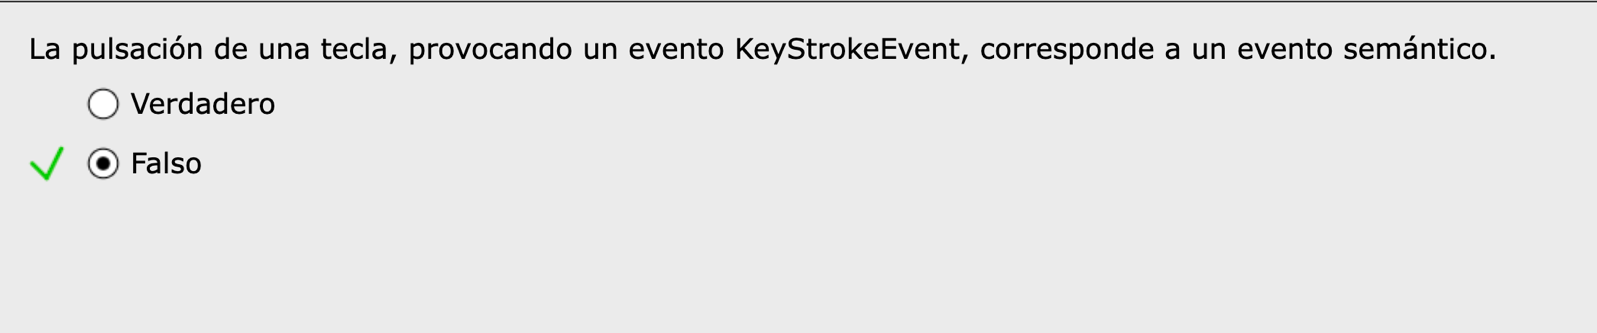 La pulsación de una tecla, provocando un evento KeyStrokeEvent, corresponde a un evento semántico.
Verdadero
Falso